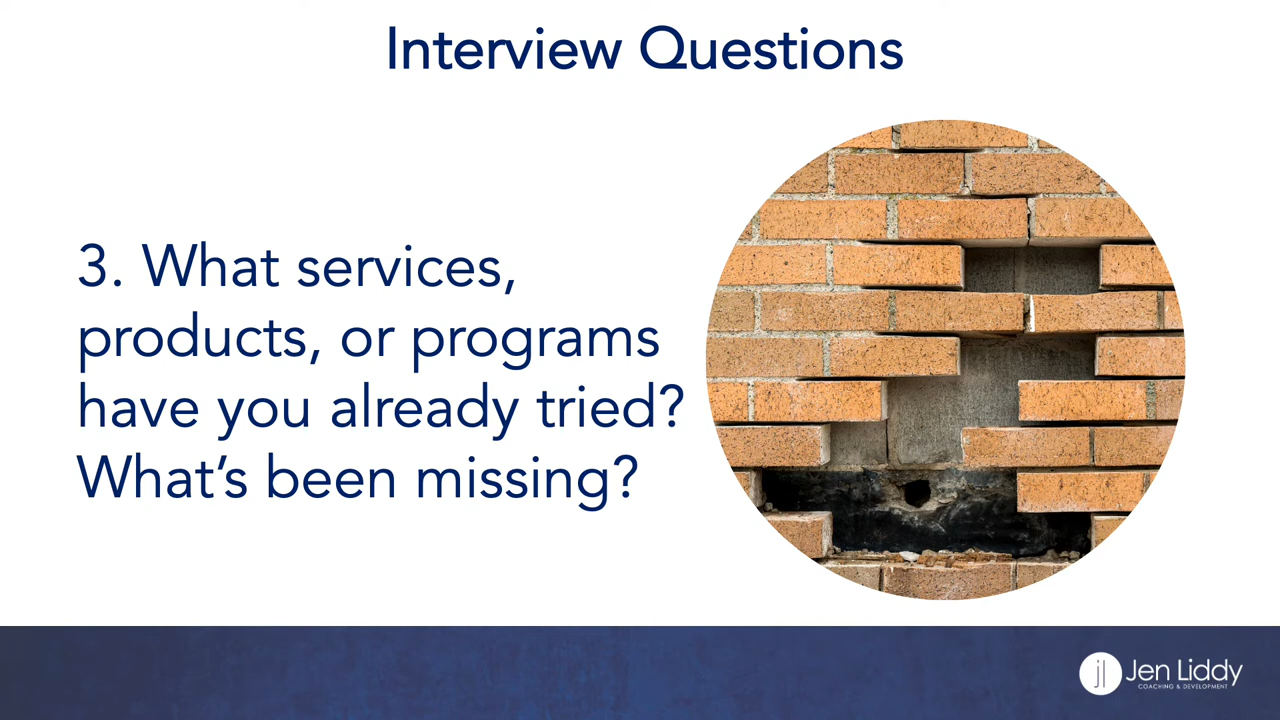 Interview Questions
3. What services,
products, or programs
have you already tried?
What's been missing?
jl
Jen Liddy
COACHING & DEVELOPMENT